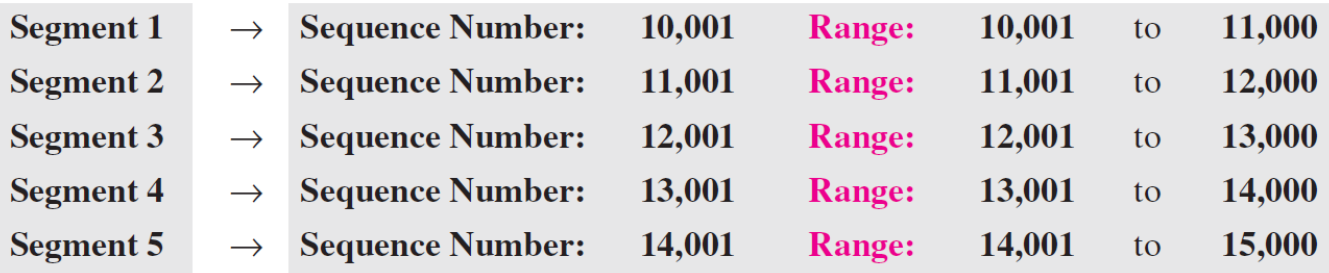 Segment 1 → Sequence Number: 10,001 Range: 10,001 to 11,000
Segment 2 → Sequence Number: 11,001 Range: 11,001 to 12,000
Segment 3 → Sequence Number: 12,001 Range: 12,001 to 13,000
Segment 4 → Sequence Number: 13,001 Range: 13,001 to 14,000
Segment 5 → Sequence Number: 14,001 Range: 14,001 to 15,000